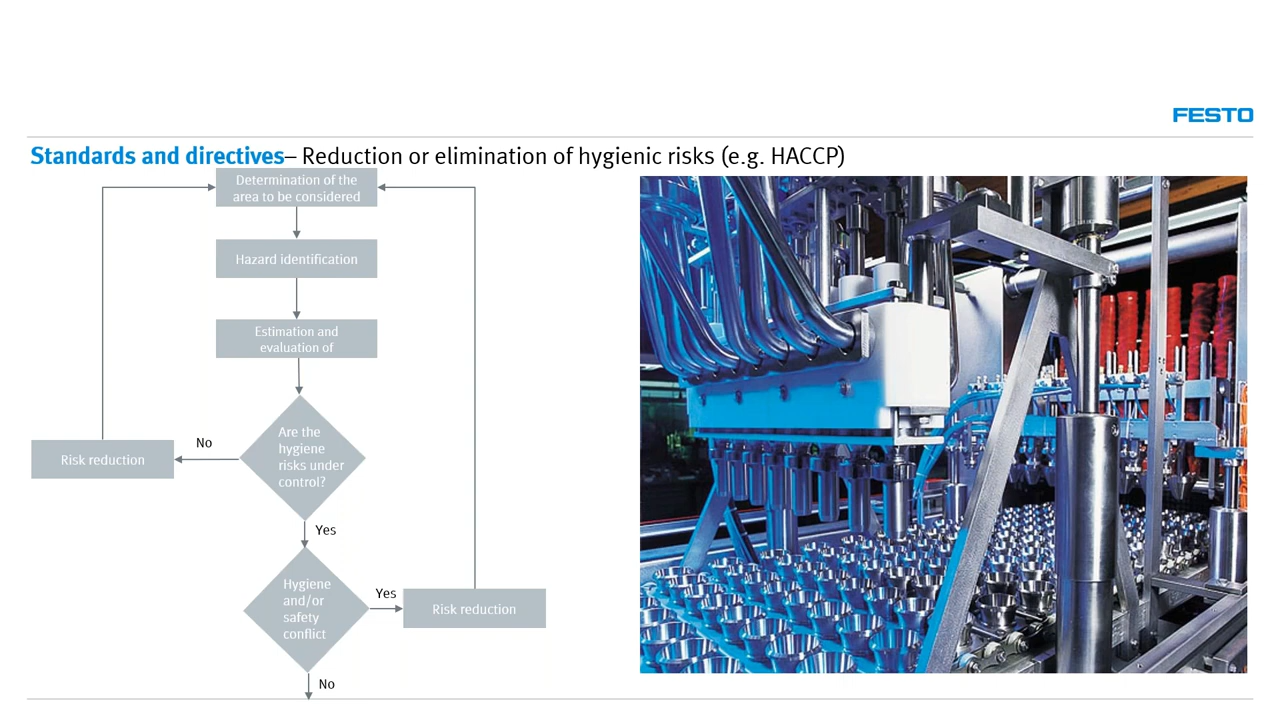 FESTO
Standards and directives– Reduction or elimination of hygienic risks (e.g. HACCP)
Determination of the
area to be considered
Hazard identification
Estimation and
evaluation of
Are the
hygiene
risks under
control?
No
Risk reduction
Yes
Hygiene
and/or
safety
conflict
Yes
Risk reduction
No